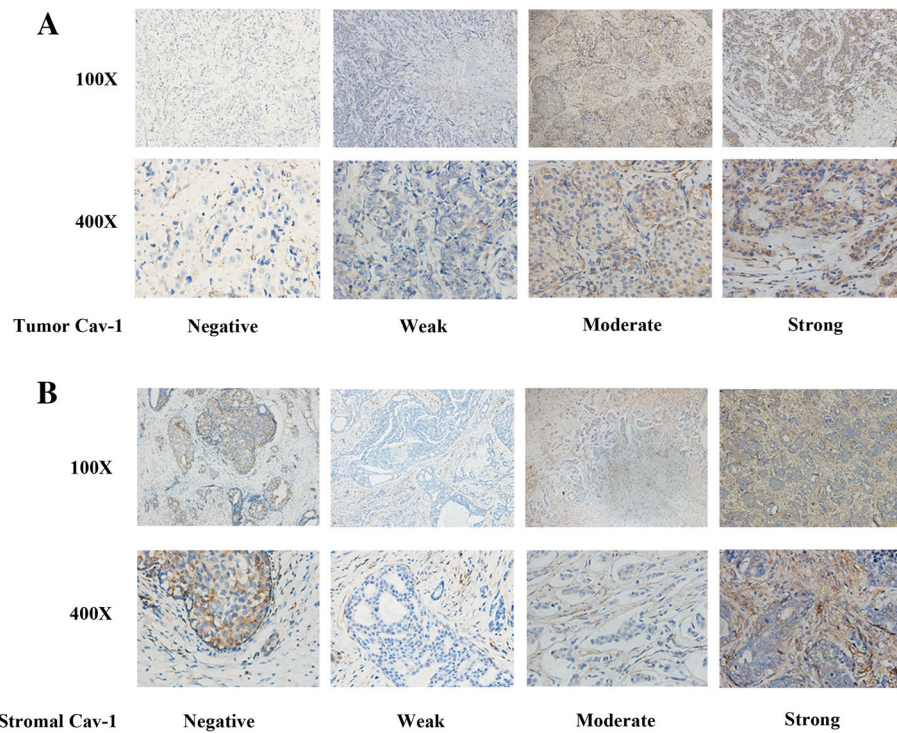 A
100X
400X
Tumor Cav-1 Negative Weak Moderate Strong
B
100X
400X
Stromal Cav-1 Negative Weak Moderate Strong